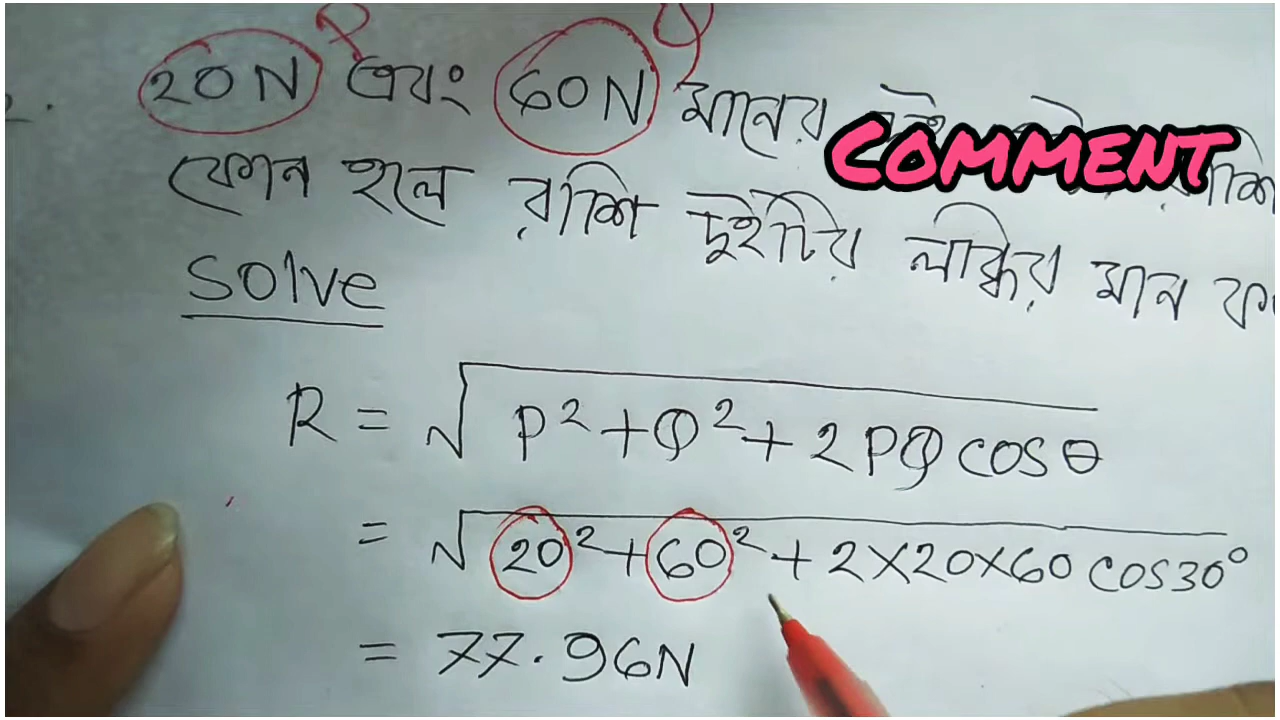 2. 20N P এবং 60N Q মানের
COMMENT
কোন হলে রাশি দুইটির লব্ধির মান
Solve
R = √P² + Q² + 2PQ cosθ
= √20² + 60² + 2×20×60 cos30°
= 77.96N